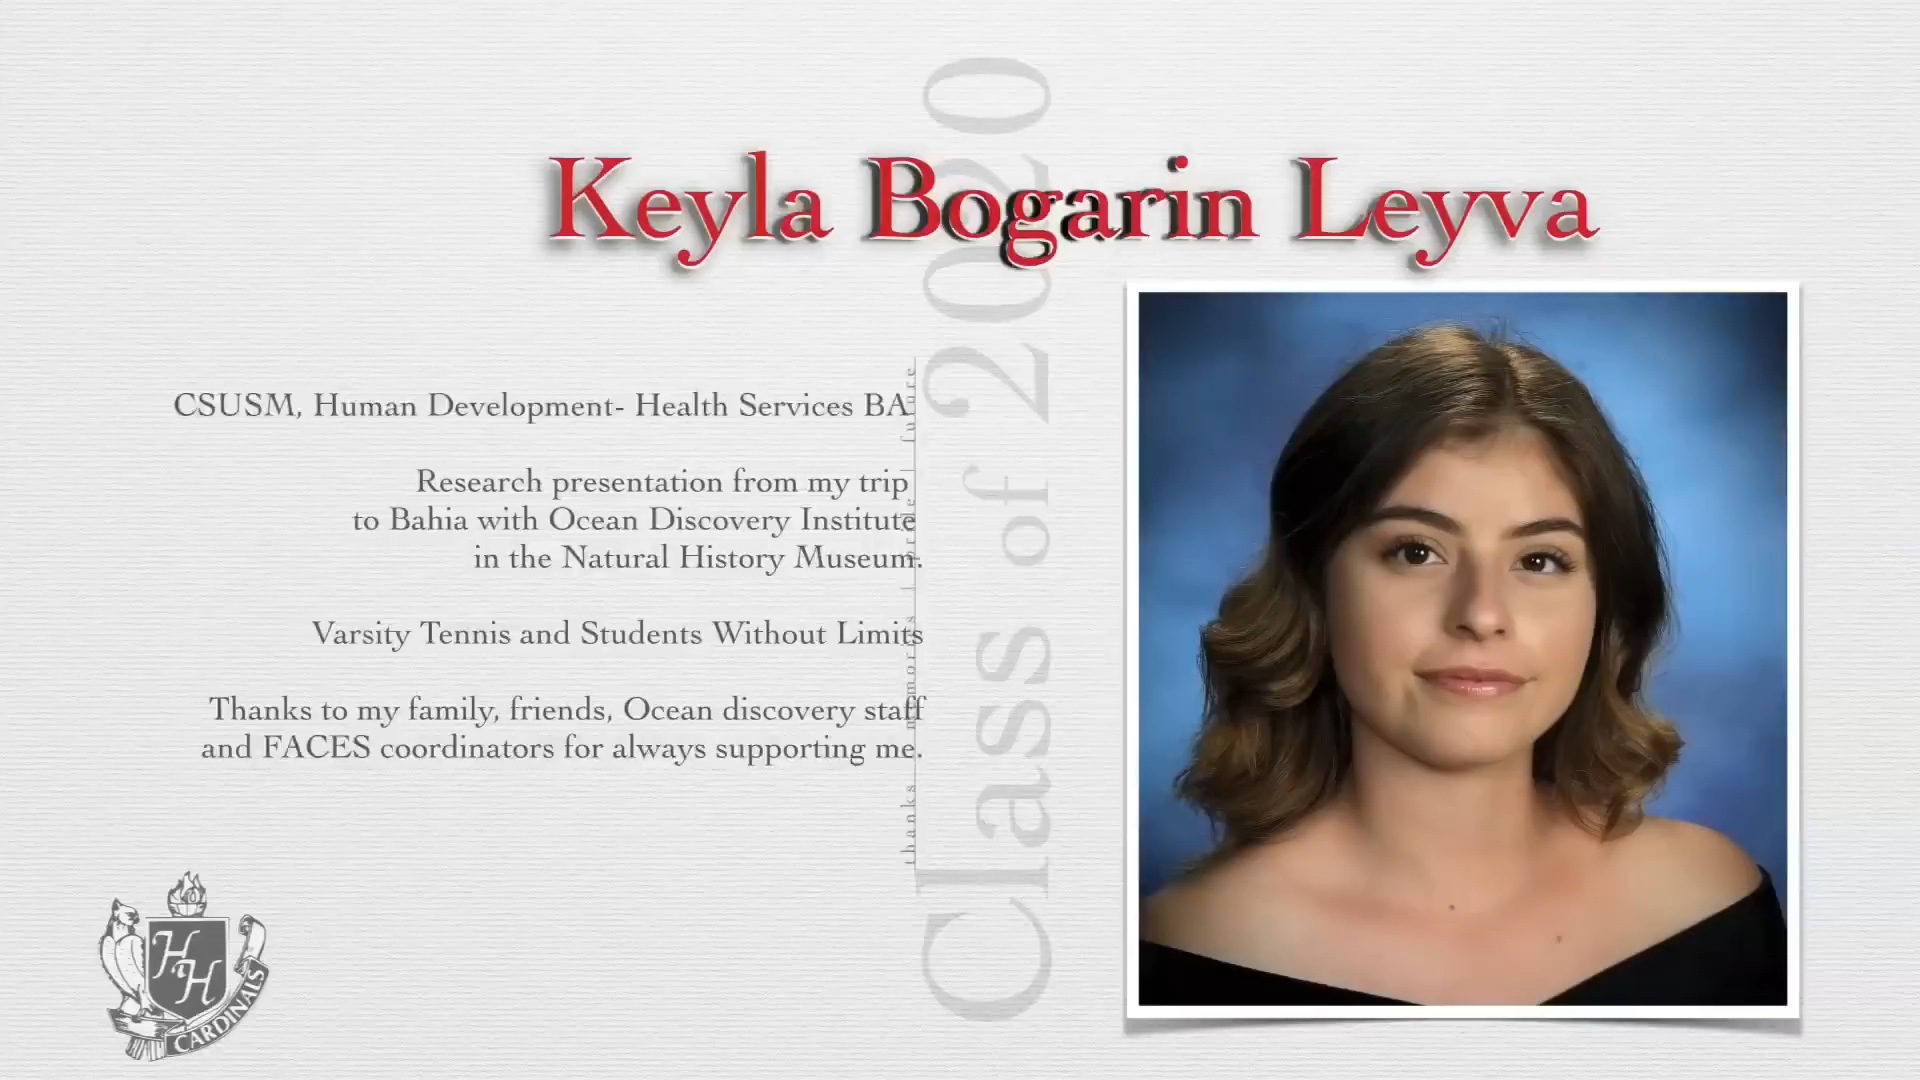 Keyla Bogarin Leyva
CSUSM, Human Development- Health Services BA
Research presentation from my trip
to Bahia with Ocean Discovery Institute
in the Natural History Museum.
Varsity Tennis and Students Without Limits
Thanks to my family, friends, Ocean discovery staff
and FACES coordinators for always supporting me.
thanks | memories | pride | future
Class of 2020
HH
CARDINALS